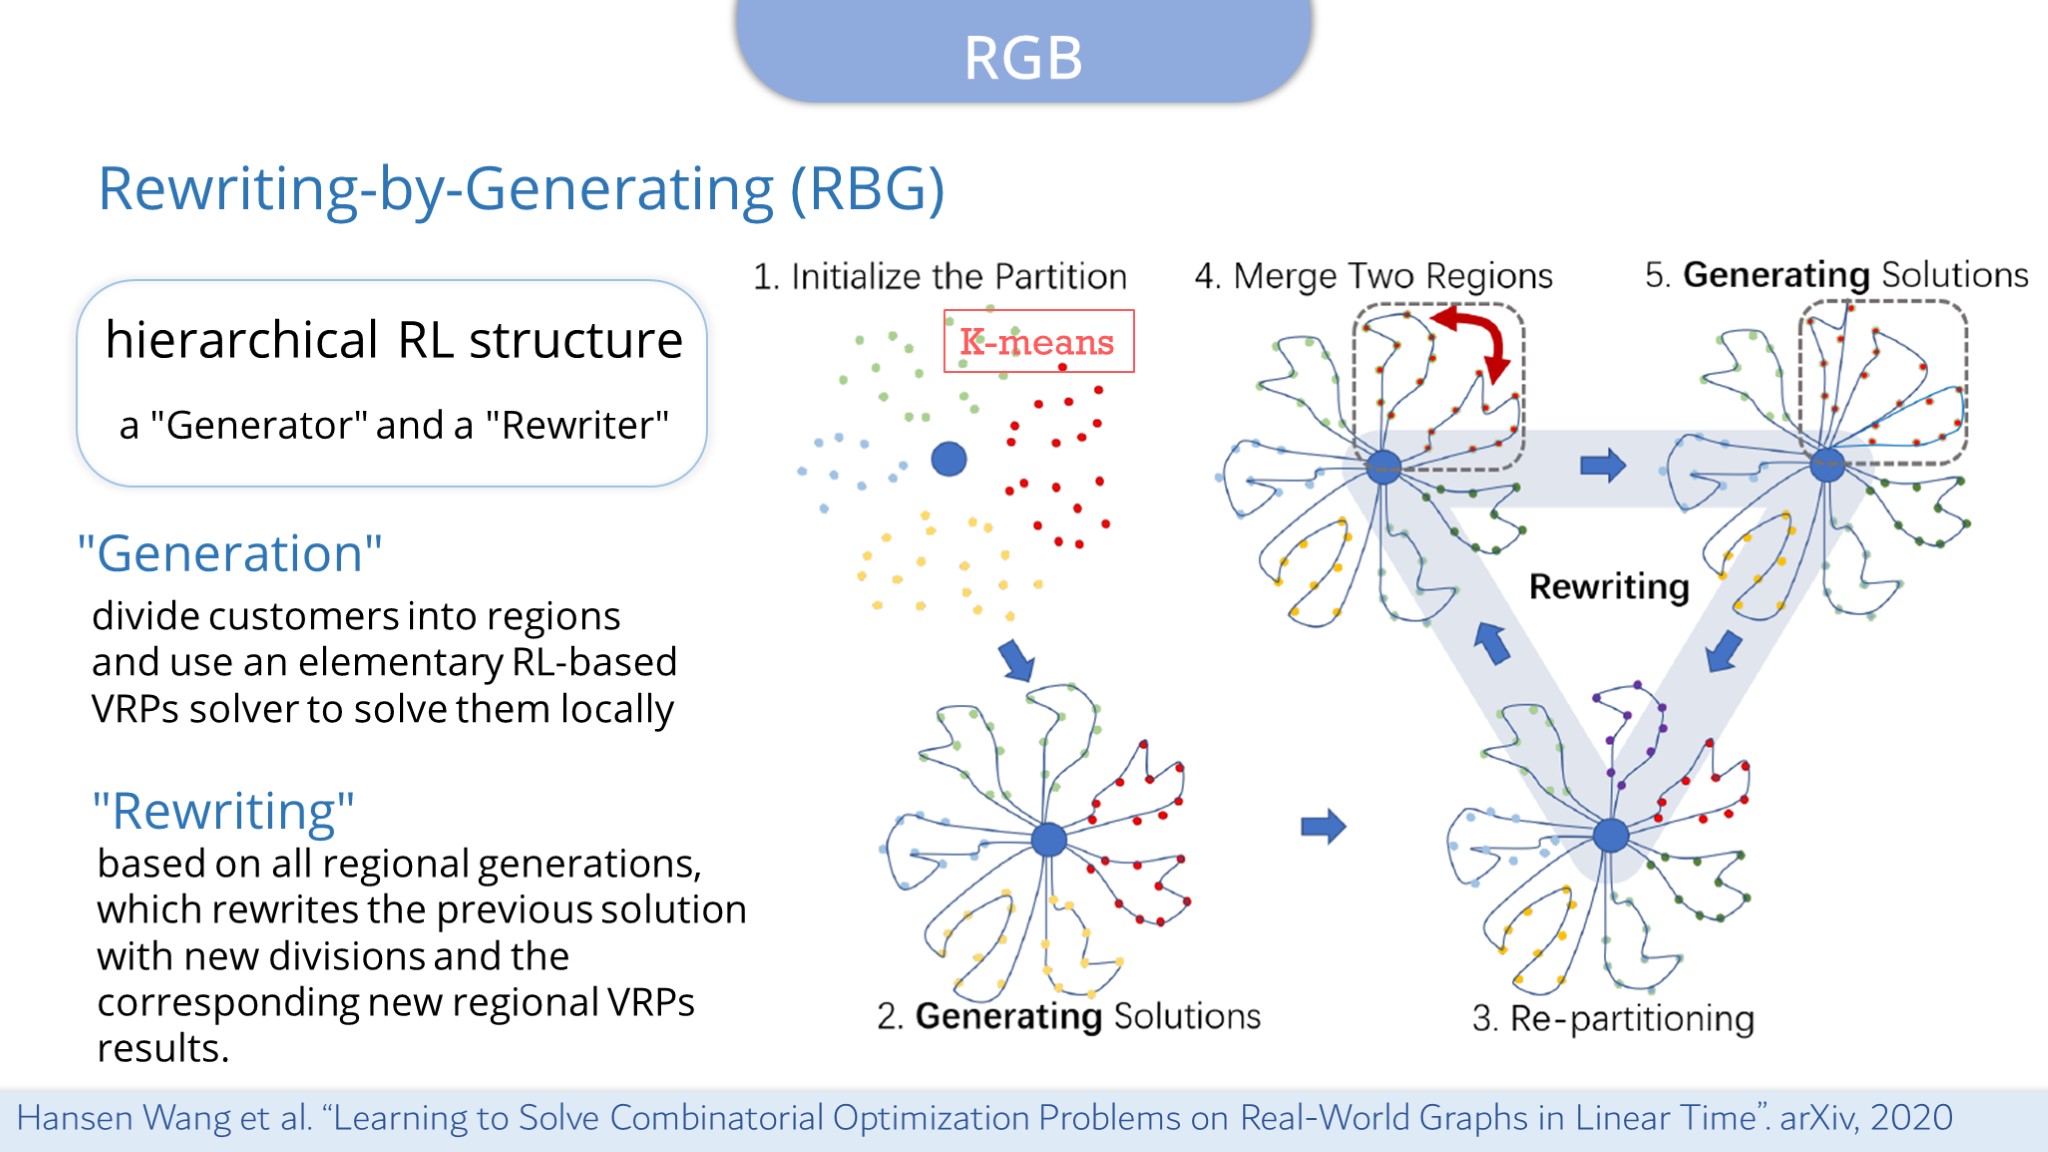 RGB
Rewriting-by-Generating (RBG)
hierarchical RL structure
a "Generator" and a "Rewriter"
"Generation"
divide customers into regions
and use an elementary RL-based
VRPs solver to solve them locally
"Rewriting"
based on all regional generations,
which rewrites the previous solution
with new divisions and the
corresponding new regional VRPs
results.
1. Initialize the Partition
K-means
2. Generating Solutions
3. Re-partitioning
4. Merge Two Regions
5. Generating Solutions
Rewriting
Hansen Wang et al. “Learning to Solve Combinatorial Optimization Problems on Real-World Graphs in Linear Time”. arXiv, 2020